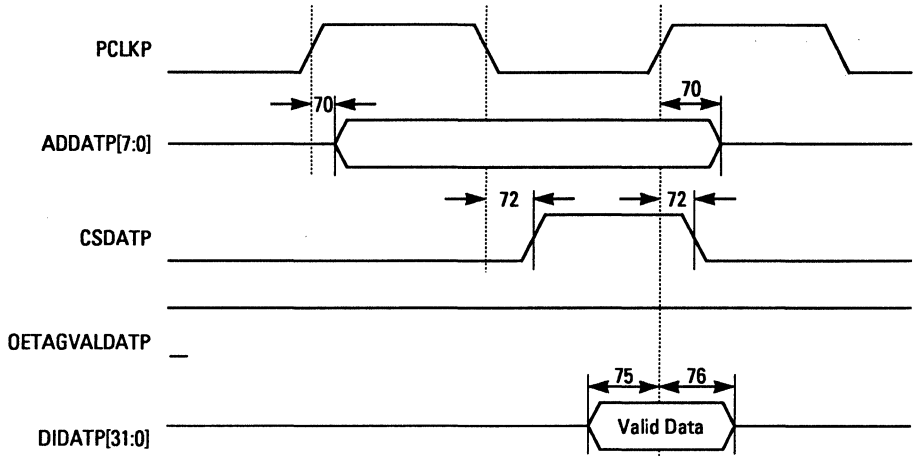 PCLKP
70
70
ADDATP[7:0]
72
72
CSDATP
OETAGVALDATP
75
76
Valid Data
DIDATP[31:0]